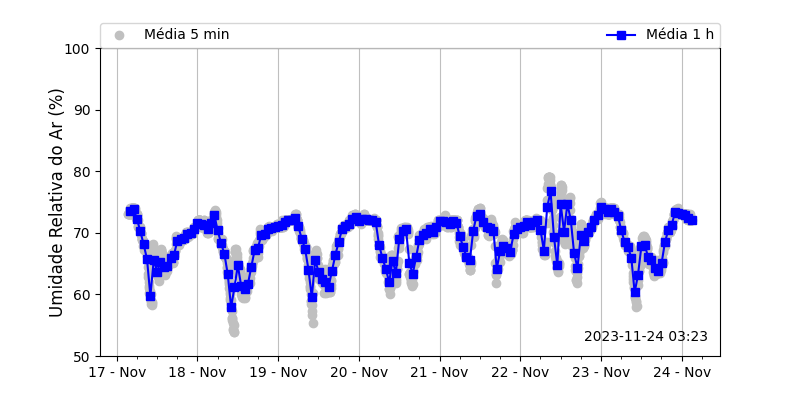 Média 5 min
Média 1 h
Umidade Relativa do Ar (%)
100
90
80
70
60
50
2023-11-24 03:23
17 - Nov
18 - Nov
19 - Nov
20 - Nov
21 - Nov
22 - Nov
23 - Nov
24 - Nov